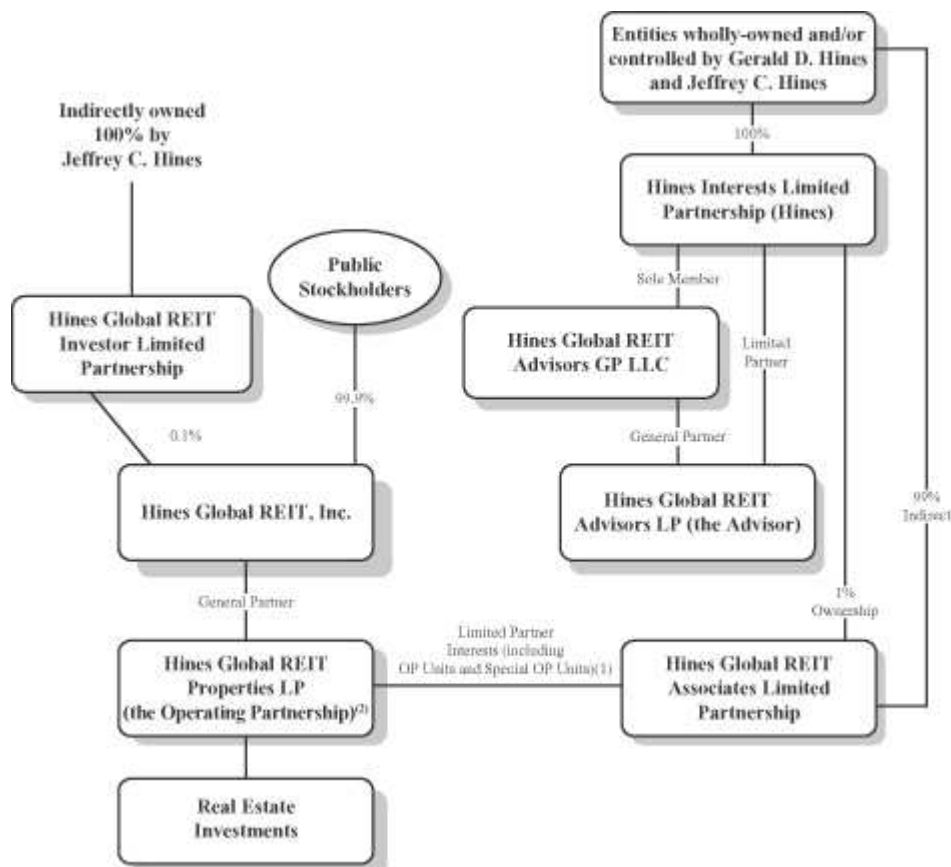 Entities wholly-owned and/or
controlled by Gerald D. Hines
and Jeffrey C. Hines
Indirectly owned
100% by
Jeffrey C. Hines
100%
Hines Interests Limited
Partnership (Hines)
Public
Stockholders
Sole Member
Hines Global REIT
Investor Limited
Partnership
Hines Global REIT
Advisors GP LLC
Limited
Partner
99.9%
0.1%
General Partner
Hines Global REIT, Inc.
Hines Global REIT
Advisors LP (the Advisor)
99%
Indirect
General Partner
1%
Ownership
Limited Partner
Interests (including
OP Units and Special OP Units)(1)
Hines Global REIT
Properties LP
(the Operating Partnership)(2)
Hines Global REIT
Associates Limited
Partnership
Real Estate
Investments